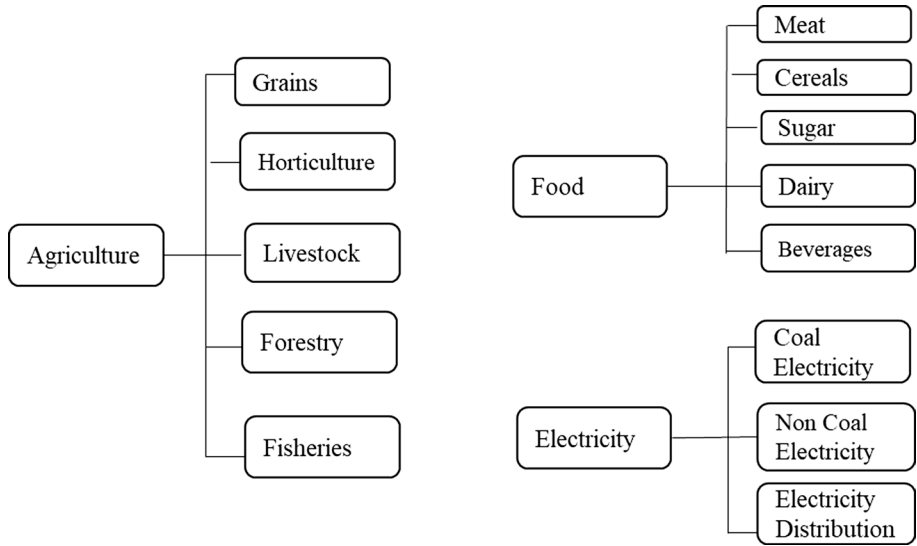 Agriculture
Grains
Horticulture
Livestock
Forestry
Fisheries
Food
Meat
Cereals
Sugar
Dairy
Beverages
Electricity
Coal
Electricity
Non Coal
Electricity
Electricity
Distribution